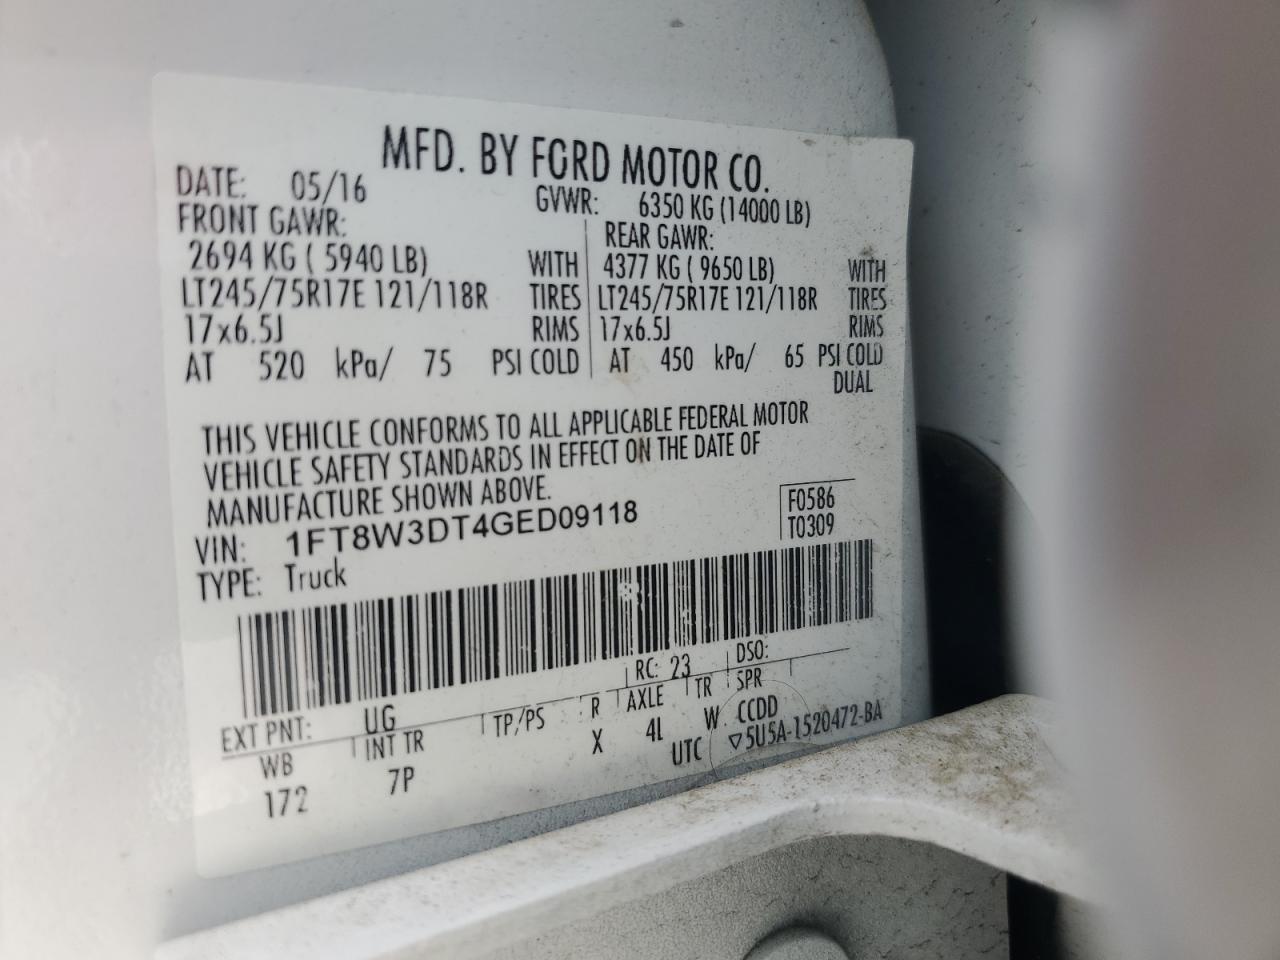 MFD. BY FORD MOTOR CO.
DATE: 05/16 GVWR: 6350 KG (14000 LB)
FRONT GAWR: REAR GAWR:
2694 KG ( 5940 LB) WITH 4377 KG ( 9650 LB) WITH
LT245/75R17E 121/118R TIRES LT245/75R17E 121/118R TIRES
17x6.5J RIMS 17x6.5J RIMS
AT 520 kPa/ 75 PSI COLD AT 450 kPa/ 65 PSI COLD
DUAL
THIS VEHICLE CONFORMS TO ALL APPLICABLE FEDERAL MOTOR
VEHICLE SAFETY STANDARDS IN EFFECT ON THE DATE OF
MANUFACTURE SHOWN ABOVE.
F0586
VIN: 1FT8W3DT4GED09118
T0309
TYPE: Truck
RC: 23 DSO:
EXT PNT: UG
WB INT TR TP/PS R AXLE TR SPR
172 7P X 4L W CCDD
UTC ▽5U5A-1520472-BA